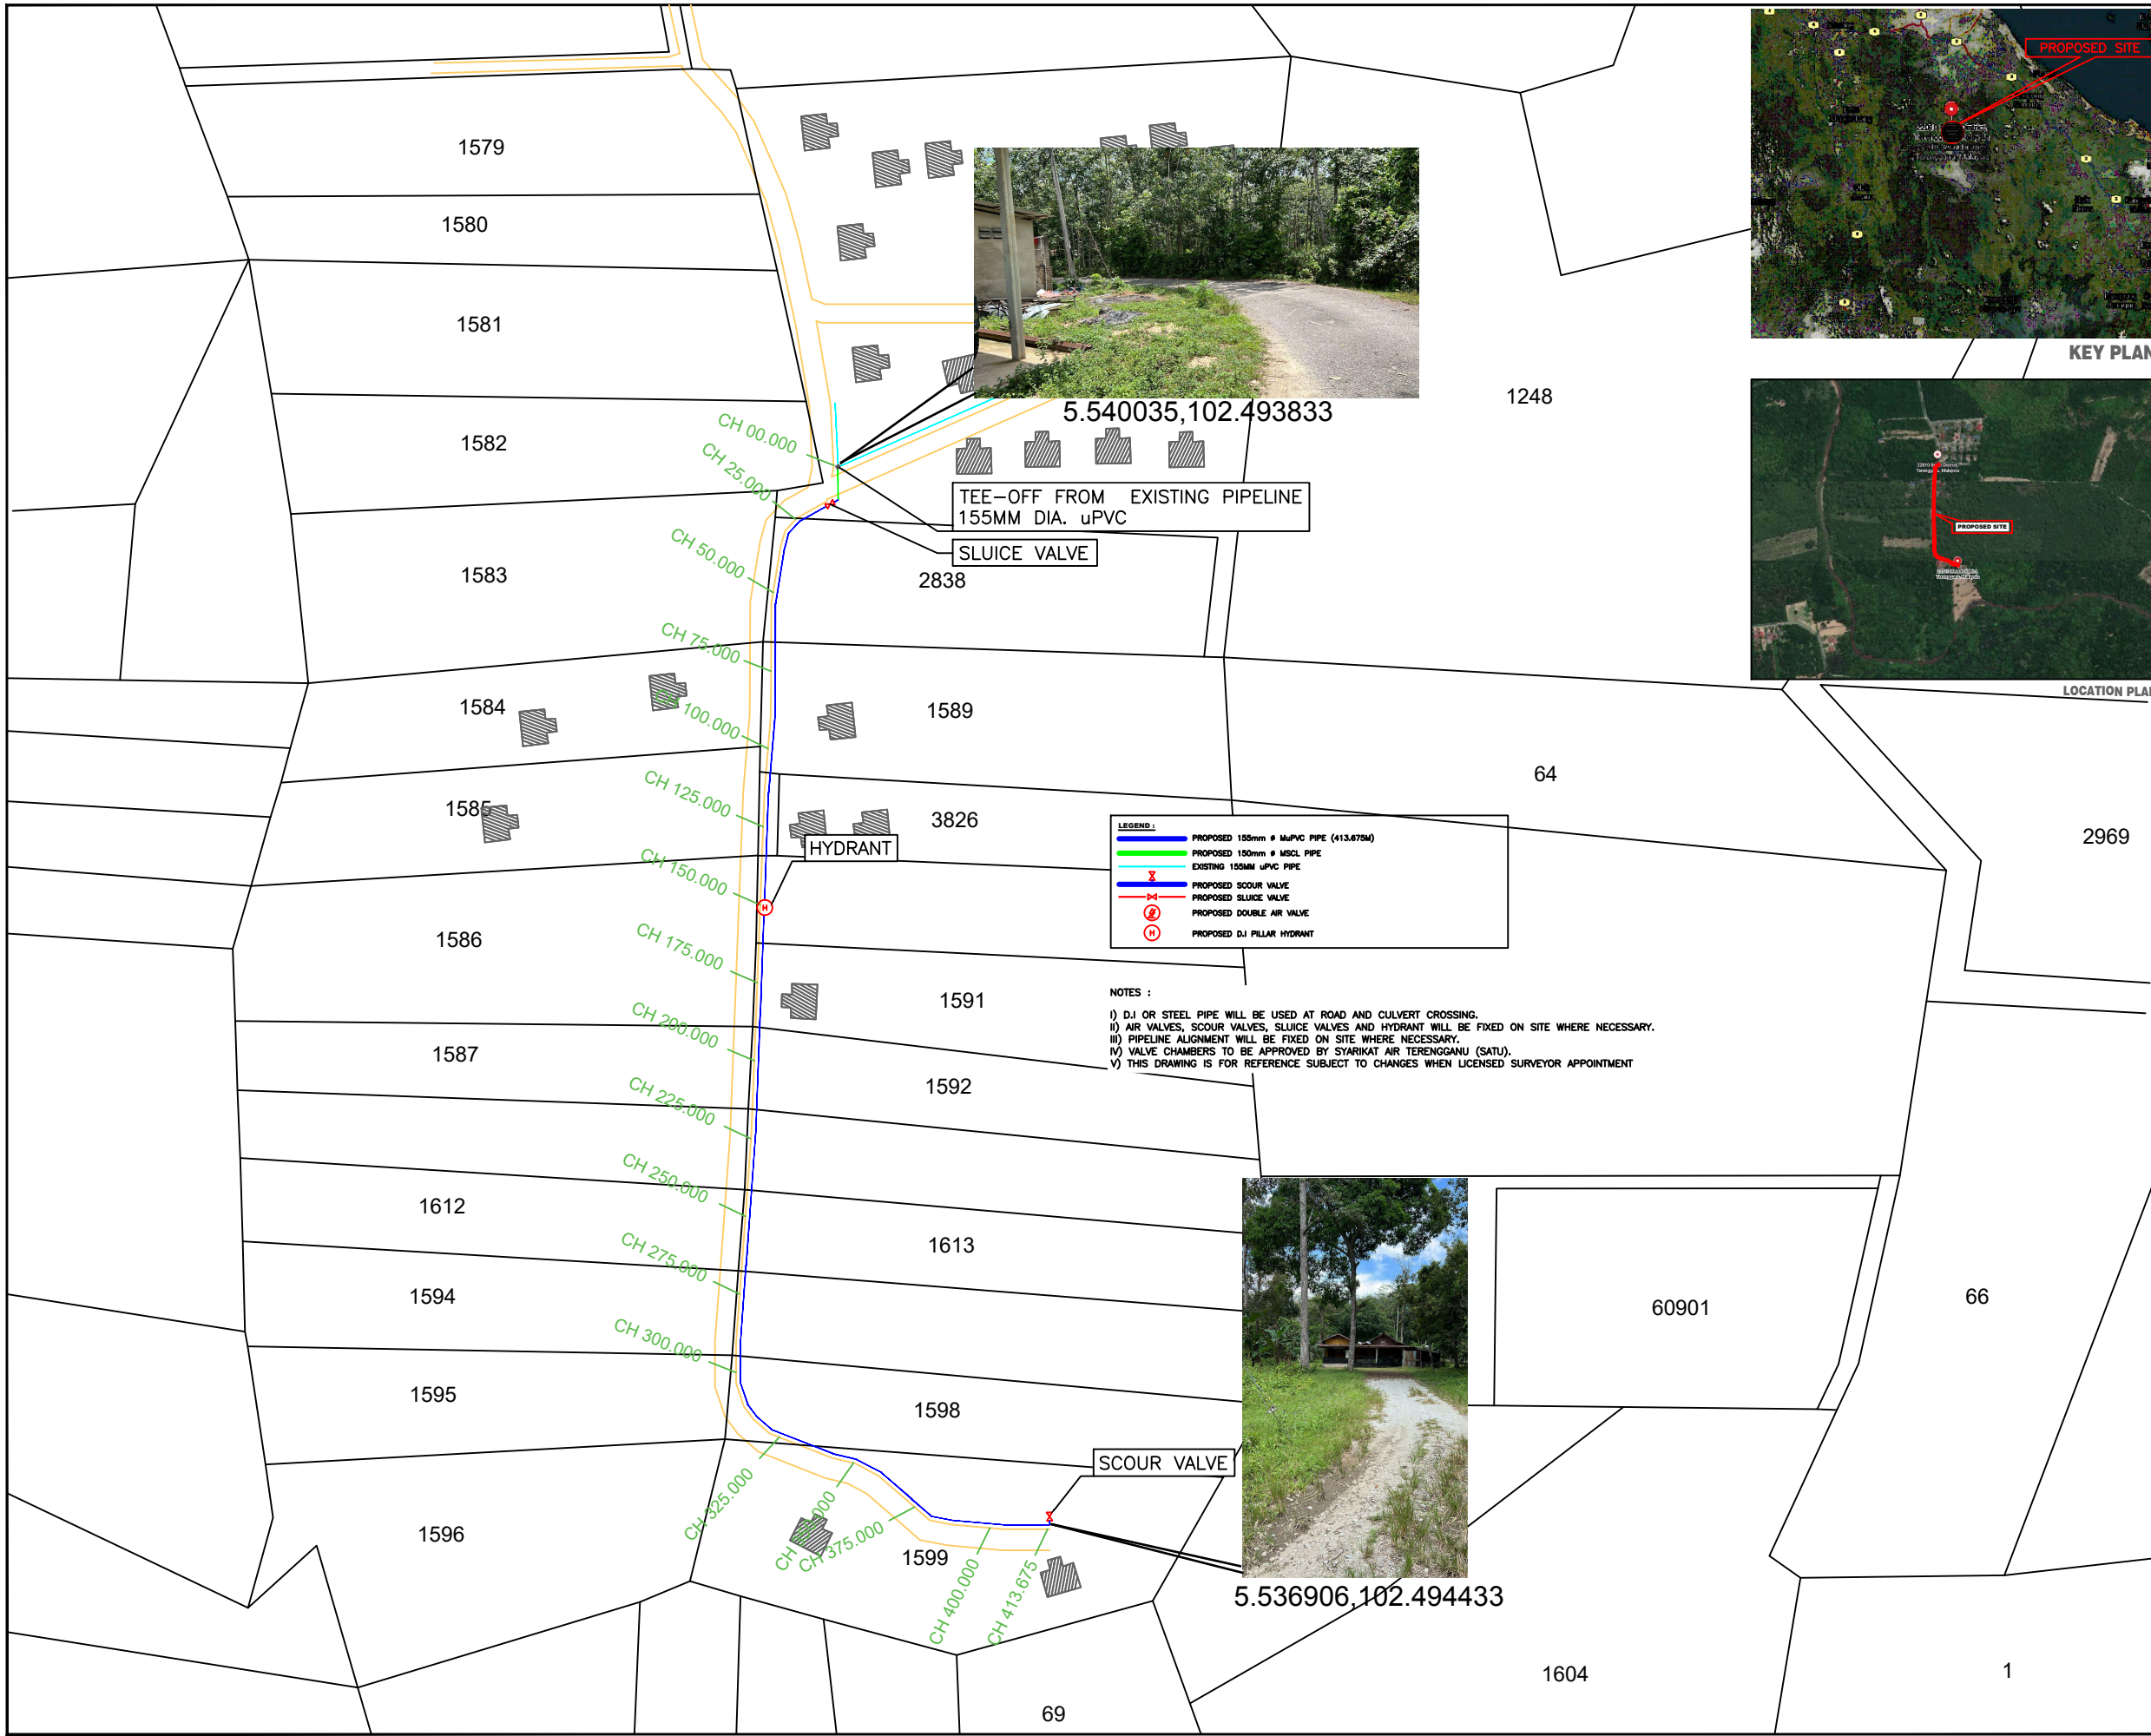 PROPOSED SITE
KEY PLAN
1579
1580
1581
1582
1583
1584
1585
1586
1587
1612
1594
1595
1596
CH 00.000
CH 25.000
CH 50.000
CH 75.000
100.000
CH 125.000
CH 150.000
CH 175.000
CH 200.000
CH 225.000
CH 250.000
CH 275.000
CH 300.000
CH 325.000
CH 000
CH 375.000
CH 400.000
CH 413.675
5.540035,102.493833
1248
TEE-OFF FROM EXISTING PIPELINE
155MM DIA. uPVC
SLUICE VALVE
2838
PROPOSED SITE
LOCATION PLAN
1589
64
3826
HYDRANT
H
2969
LEGEND :
PROPOSED 155mm ø MuPVC PIPE (413.675M)
PROPOSED 150mm ø MSCL PIPE
EXISTING 155MM uPVC PIPE
PROPOSED SCOUR VALVE
PROPOSED SLUICE VALVE
PROPOSED DOUBLE AIR VALVE
H PROPOSED D.I PILLAR HYDRANT
1591
NOTES :
I) D.I OR STEEL PIPE WILL BE USED AT ROAD AND CULVERT CROSSING.
II) AIR VALVES, SCOUR VALVES, SLUICE VALVES AND HYDRANT WILL BE FIXED ON SITE WHERE NECESSARY.
III) PIPELINE ALIGNMENT WILL BE FIXED ON SITE WHERE NECESSARY.
IV) VALVE CHAMBERS TO BE APPROVED BY SYARIKAT AIR TERENGGANU (SATU).
V) THIS DRAWING IS FOR REFERENCE SUBJECT TO CHANGES WHEN LICENSED SURVEYOR APPOINTMENT
1592
1613
60901
66
1598
SCOUR VALVE
1599
5.536906,102.494433
1604
1
69